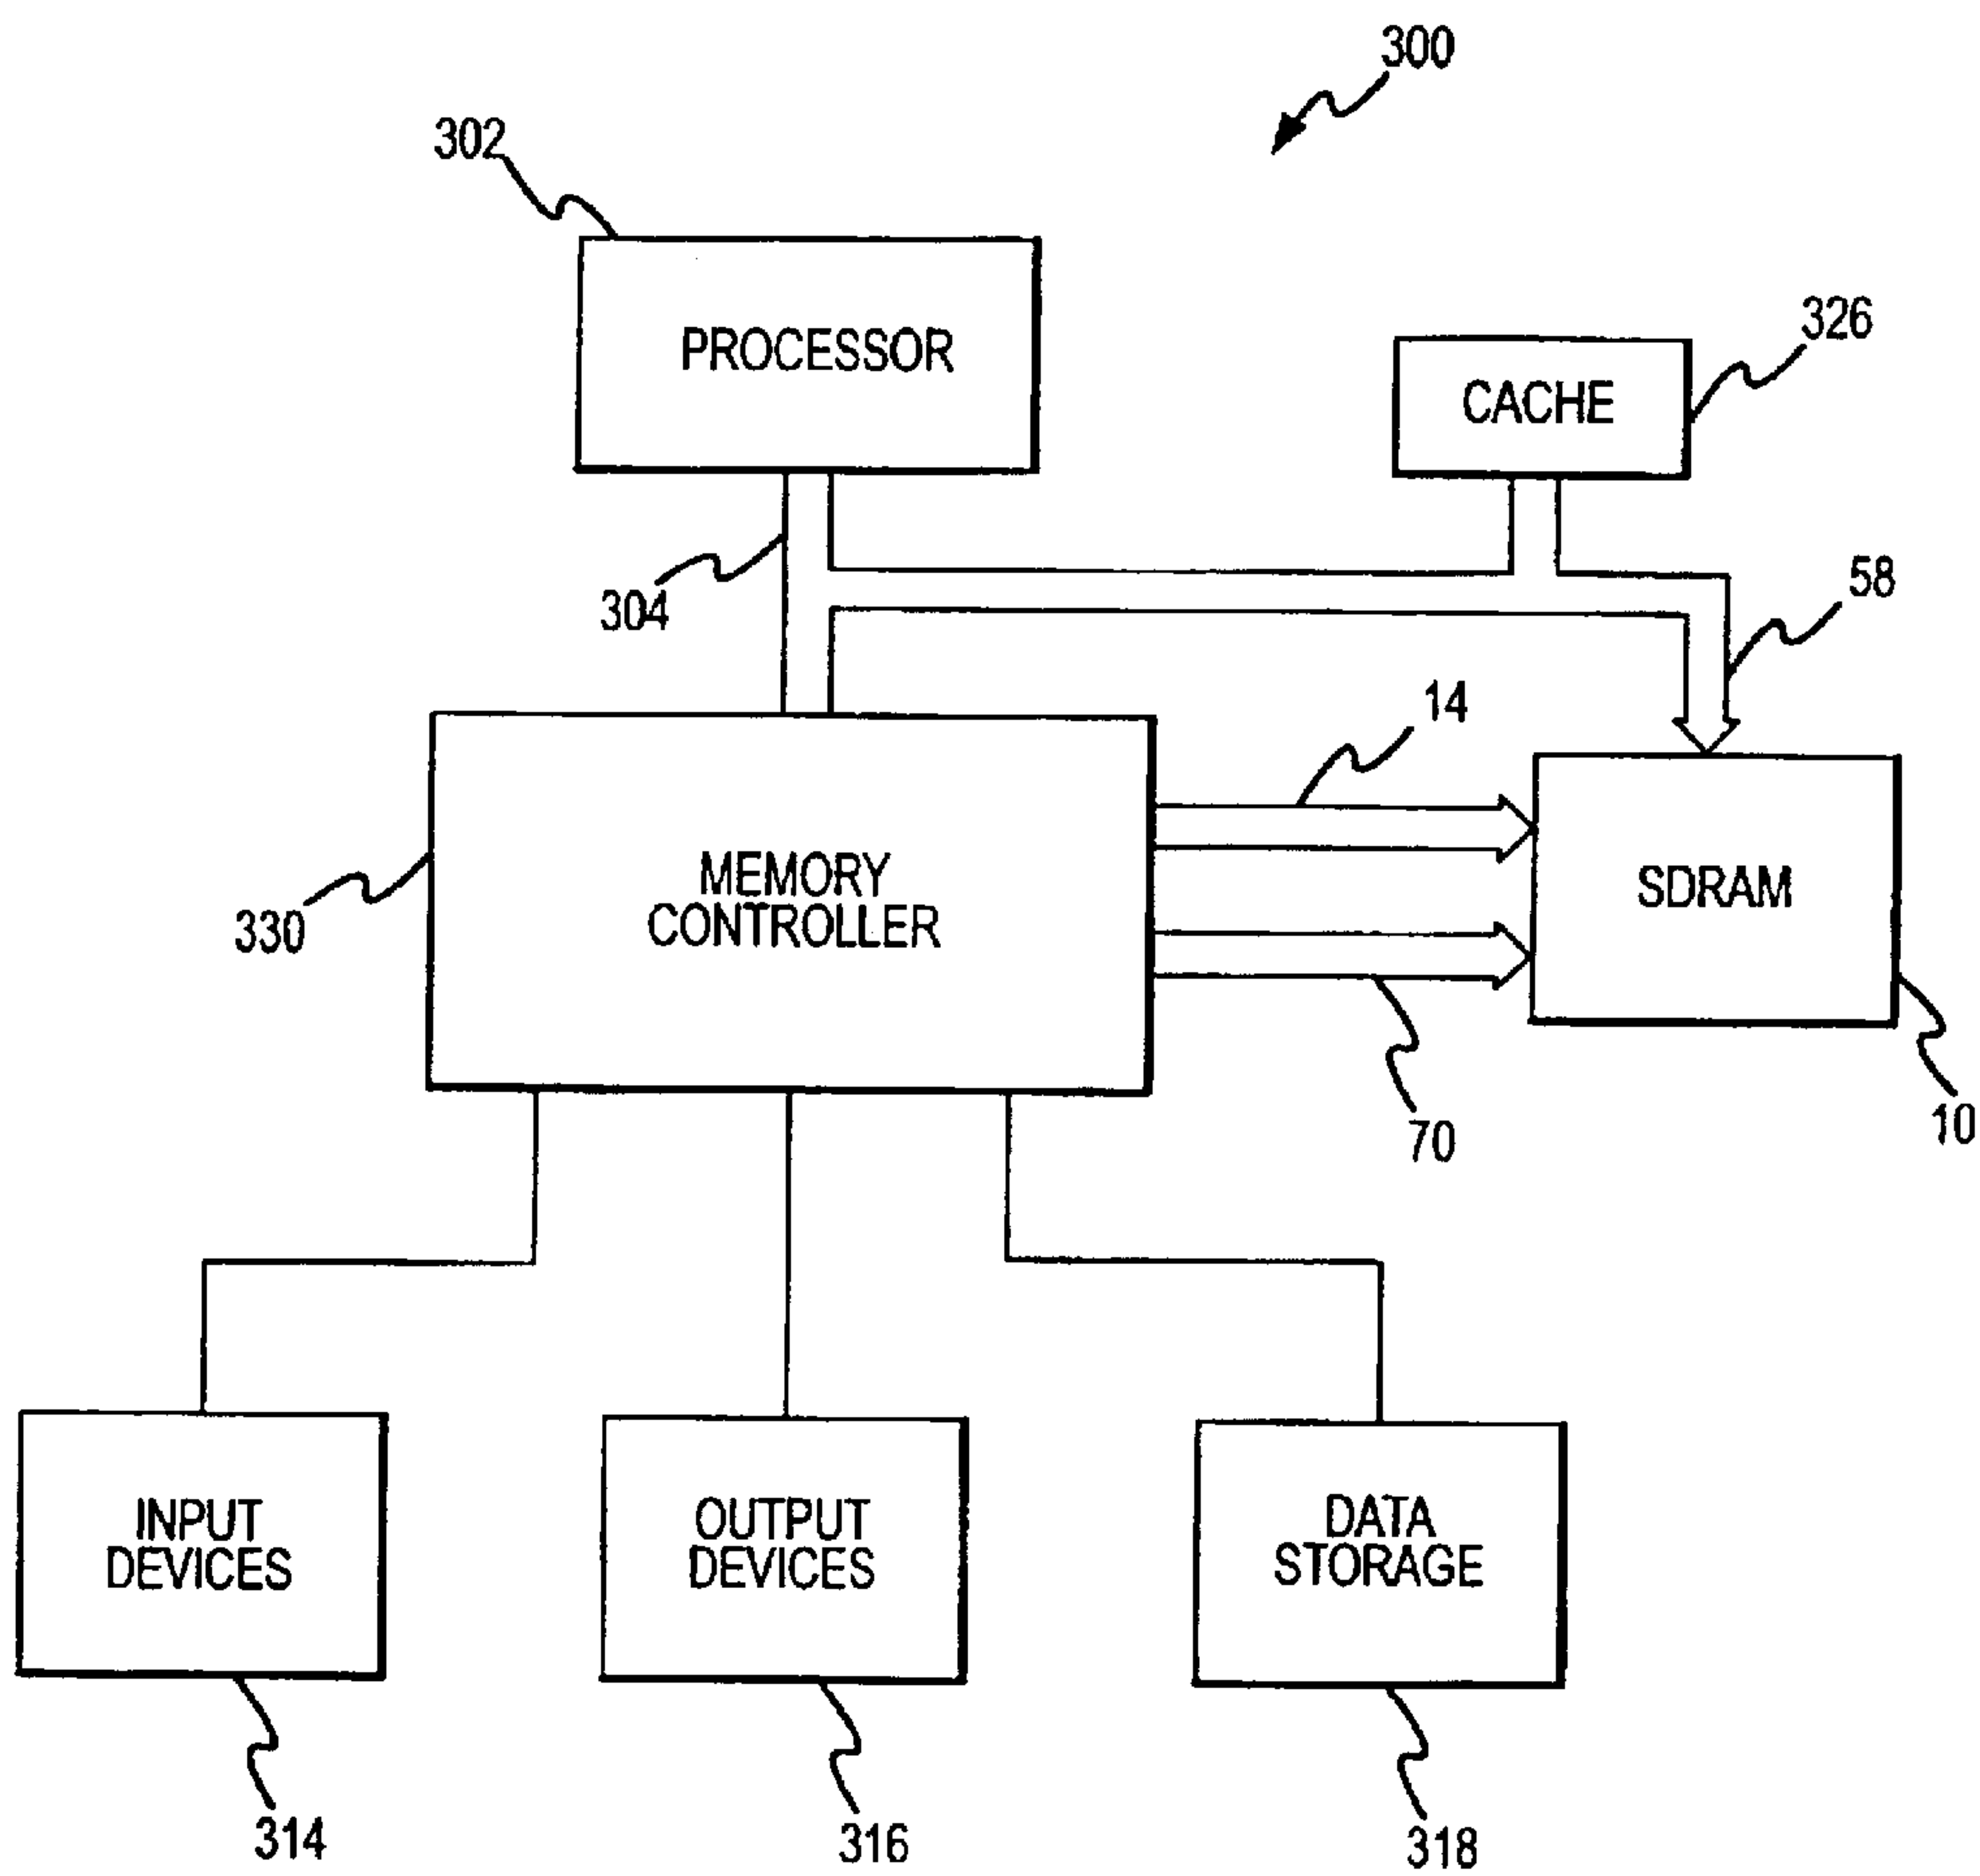 300
302
PROCESSOR
326
CACHE
304
58
14
MEMORY
CONTROLLER
330
SDRAM
70
10
INPUT
DEVICES
OUTPUT
DEVICES
DATA
STORAGE
314
316
318